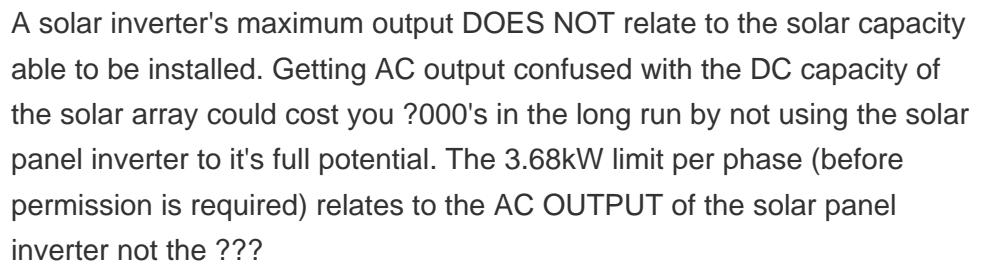 A solar inverter's maximum output DOES NOT relate to the solar capacity
able to be installed. Getting AC output confused with the DC capacity of
the solar array could cost you ?000's in the long run by not using the solar
panel inverter to it's full potential. The 3.68kW limit per phase (before
permission is required) relates to the AC OUTPUT of the solar panel
inverter not the ???